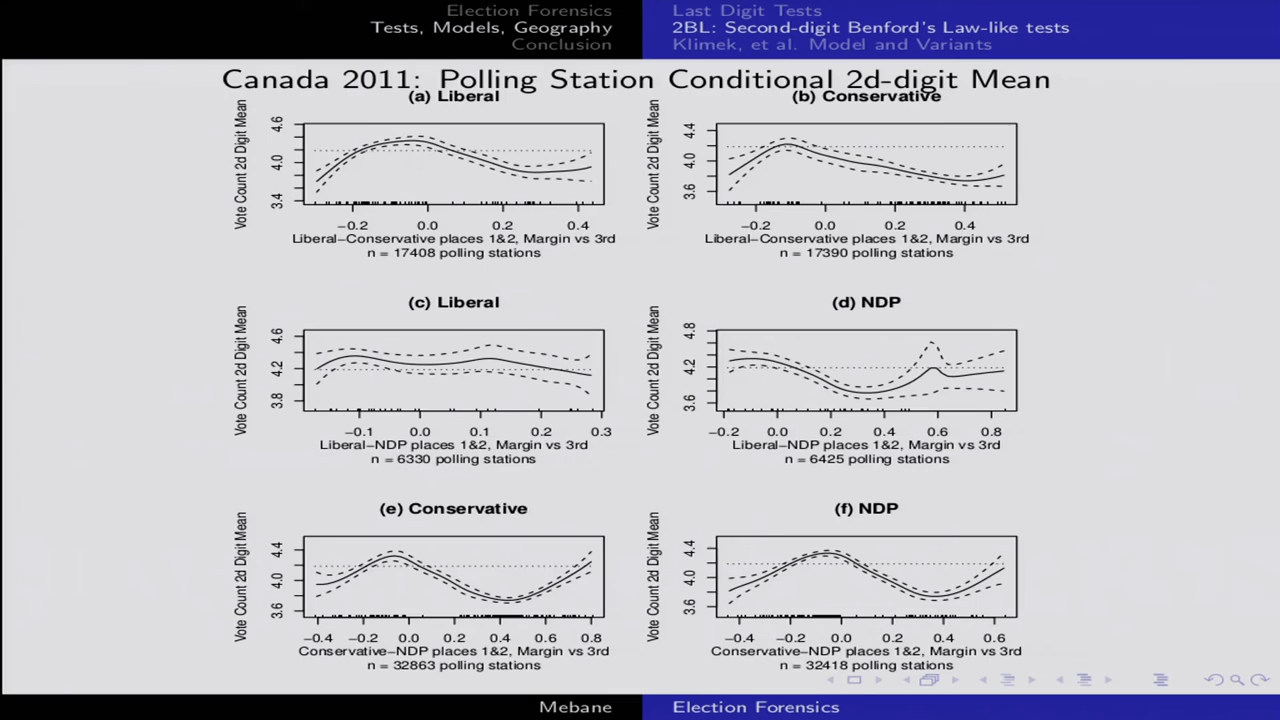 Election Forensics
Tests, Models, Geography
Conclusion
Last Digit Tests
2BL: Second-digit Benford's Law-like tests
Klimek, et al. Model and Variants
Canada 2011: Polling Station Conditional 2d-digit Mean
(a) Liberal
Vote Count 2d Digit Mean
3.4 4.0 4.6
−0.2 0.0 0.2 0.4
Liberal−Conservative places 1&2, Margin vs 3rd
n = 17408 polling stations
(b) Conservative
Vote Count 2d Digit Mean
3.6 4.0 4.4
−0.2 0.0 0.2 0.4
Liberal−Conservative places 1&2, Margin vs 3rd
n = 17390 polling stations
(c) Liberal
Vote Count 2d Digit Mean
3.8 4.2 4.6
−0.1 0.0 0.1 0.2 0.3
Liberal−NDP places 1&2, Margin vs 3rd
n = 6330 polling stations
(d) NDP
Vote Count 2d Digit Mean
3.6 4.2 4.8
−0.2 0.0 0.2 0.4 0.6 0.8
Liberal−NDP places 1&2, Margin vs 3rd
n = 6425 polling stations
(e) Conservative
Vote Count 2d Digit Mean
3.6 4.0 4.4
−0.4 −0.2 0.0 0.2 0.4 0.6 0.8
Conservative−NDP places 1&2, Margin vs 3rd
n = 32863 polling stations
(f) NDP
Vote Count 2d Digit Mean
3.6 4.0 4.4
−0.4 −0.2 0.0 0.2 0.4 0.6
Conservative−NDP places 1&2, Margin vs 3rd
n = 32418 polling stations
Mebane
Election Forensics